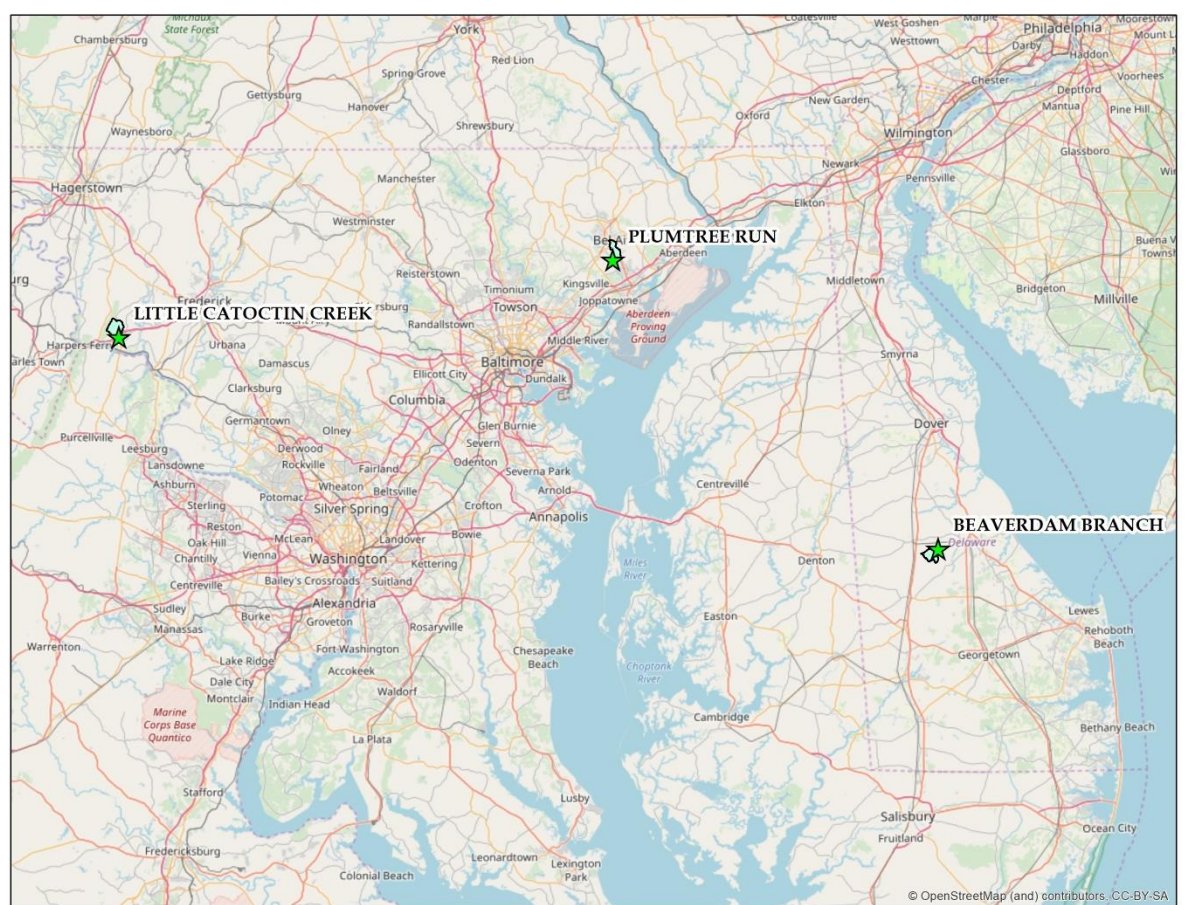 Michaux
State Forest
Chambersburg
York
Coatesville
West Goshen
Marple
Philadelphia
Moorestown
Westtown
Darby
Haddon
Mount L
Red Lion
Spring Grove
Chester
Voorhees
Gettysburg
Hanover
New Garden
Deptford
Mantua
Pine Hill
Oxford
Waynesboro
Shrewsbury
Wilmington
Glassboro
Newark
Pennsville
Win
Manchester
Hagerstown
Elkton
Westminster
PLUMTREE RUN
Aberdeen
Buena V
Townsh
Reisterstown
Kingsville
Middletown
urg
Timonium
Joppatowne
Bridgeton
Millville
Frederick
Towson
LITTLE CATOCTIN CREEK
Randallstown
Aberdeen
Proving
Ground
Harpers Ferry
Urbana
Middle River
Smyrna
arles Town
Damascus
Baltimore
Ellicott City
Dundalk
Clarksburg
Columbia
Germantown
Olney
Glen Burnie
Dover
Purcellville
Leesburg
Derwood
Severn
Lansdowne
Rockville
Fairland
Odenton
Severna Park
Ashburn
Wheaton
Beltsville
Arnold
Centreville
Potomac
Sterling
Silver Spring
Crofton
Annapolis
Reston
Oak Hill
McLean
Landover
Bowie
BEAVERDAM BRANCH
Delaware
Chantilly
Vienna
Washington
Kettering
Miles
River
Denton
Centreville
Bailey's Crossroads
Suitland
Sudley
Alexandria
Lewes
Manassas
Burke
Groveton
Rosaryville
Easton
Rehoboth
Beach
Warrenton
Fort Washington
Chesapeake
Beach
Georgetown
Lake Ridge
Accokeek
Choptank
River
Dale City
Montclair
Waldorf
Indian Head
Marine
Corps Base
Quantico
Cambridge
Bethany Beach
La Plata
Stafford
Lusby
Salisbury
Fruitland
Ocean City
Fredericksburg
Leonardtown
Lexington
Park
Colonial Beach
© OpenStreetMap (and) contributors, CC-BY-SA